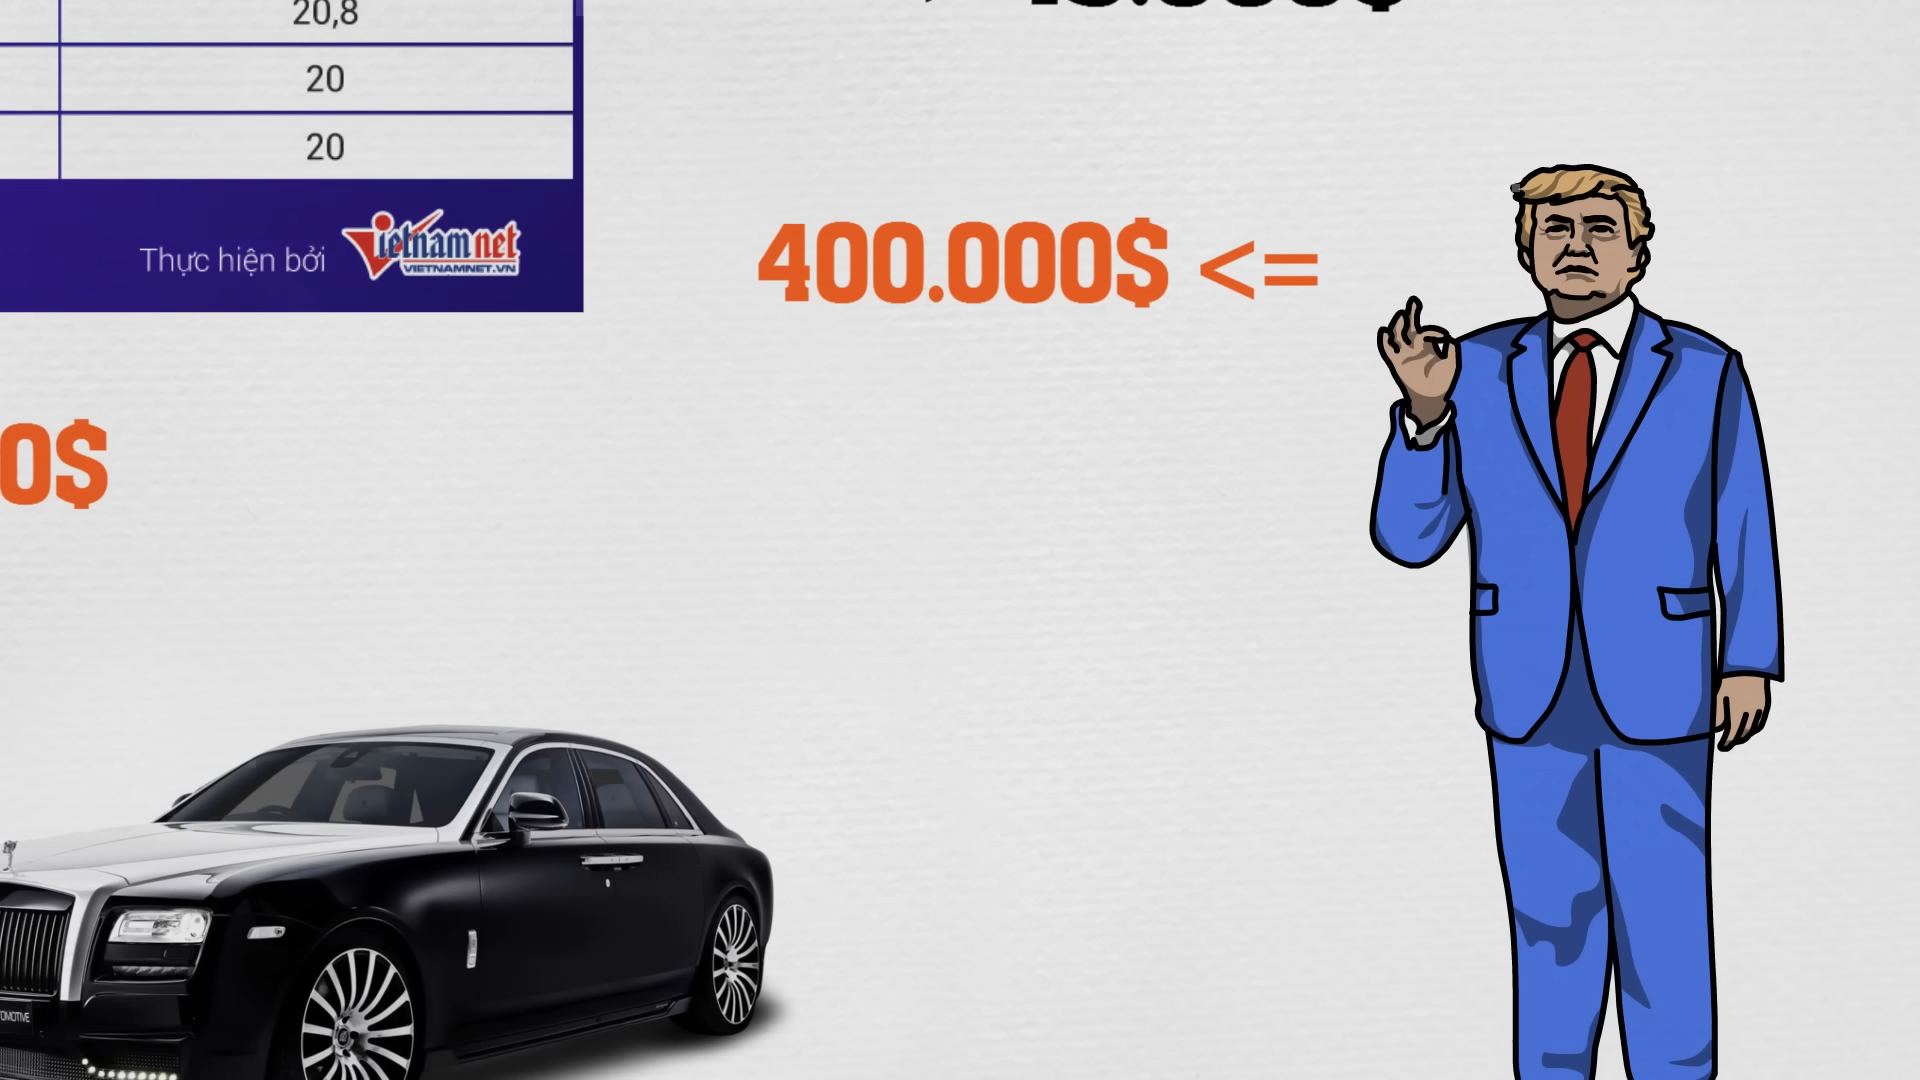 20,8
20
20
Thực hiện bởi vietnamnet
VIETNAMNET.VN
400.000$ <=
0$